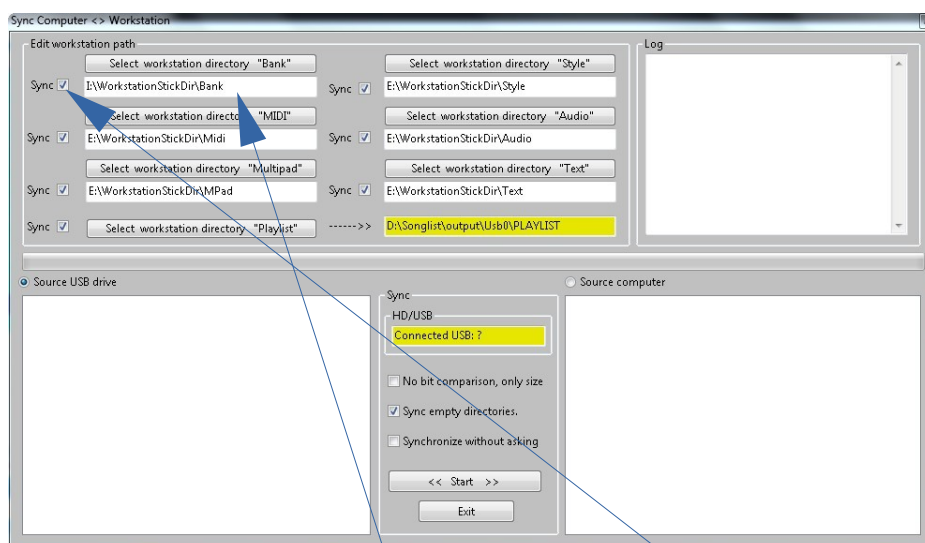 Sync Computer <> Workstation
Edit workstation path
Select workstation directory "Bank"
Sync I:\WorkstationStickDir\Bank
Select workstation directory "Style"
Sync E:\WorkstationStickDir\Style
Select workstation directory "MIDI"
Sync E:\WorkstationStickDir\Midi
Select workstation directory "Audio"
Sync E:\WorkstationStickDir\Audio
Select workstation directory "Multipad"
Sync E:\WorkstationStickDir\MPad
Select workstation directory "Text"
Sync E:\WorkstationStickDir\Text
Sync Select workstation directory "Playlist" ------>> D:\Songlist\output\Usb0\PLAYLIST
Log
Source USB drive
Sync
HD/USB
Connected USB: ?
No bit comparison, only size
Sync empty directories.
Synchronize without asking
<< Start >>
Exit
Source computer